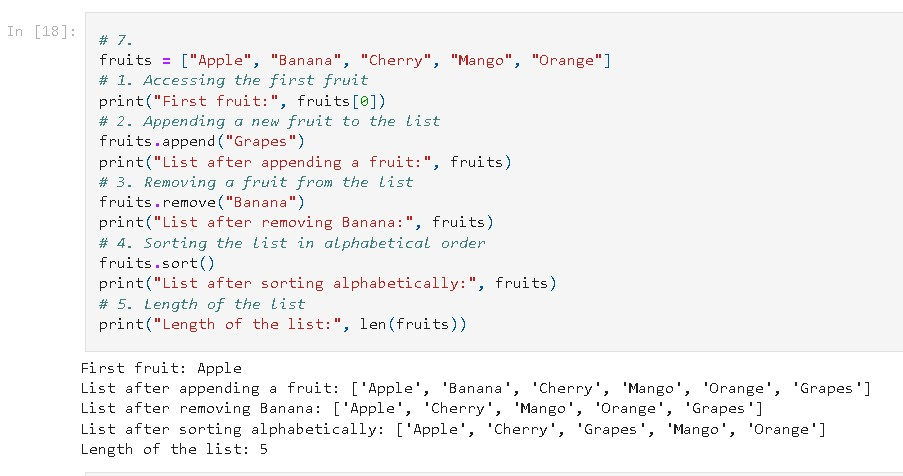 In [18]:
# 7.
fruits = ["Apple", "Banana", "Cherry", "Mango", "Orange"]
# 1. Accessing the first fruit
print("First fruit:", fruits[0])
# 2. Appending a new fruit to the list
fruits.append("Grapes")
print("List after appending a fruit:", fruits)
# 3. Removing a fruit from the list
fruits.remove("Banana")
print("List after removing Banana:", fruits)
# 4. Sorting the list in alphabetical order
fruits.sort()
print("List after sorting alphabetically:", fruits)
# 5. Length of the list
print("Length of the list:", len(fruits))
First fruit: Apple
List after appending a fruit: ['Apple', 'Banana', 'Cherry', 'Mango', 'Orange', 'Grapes']
List after removing Banana: ['Apple', 'Cherry', 'Mango', 'Orange', 'Grapes']
List after sorting alphabetically: ['Apple', 'Cherry', 'Grapes', 'Mango', 'Orange']
Length of the list: 5